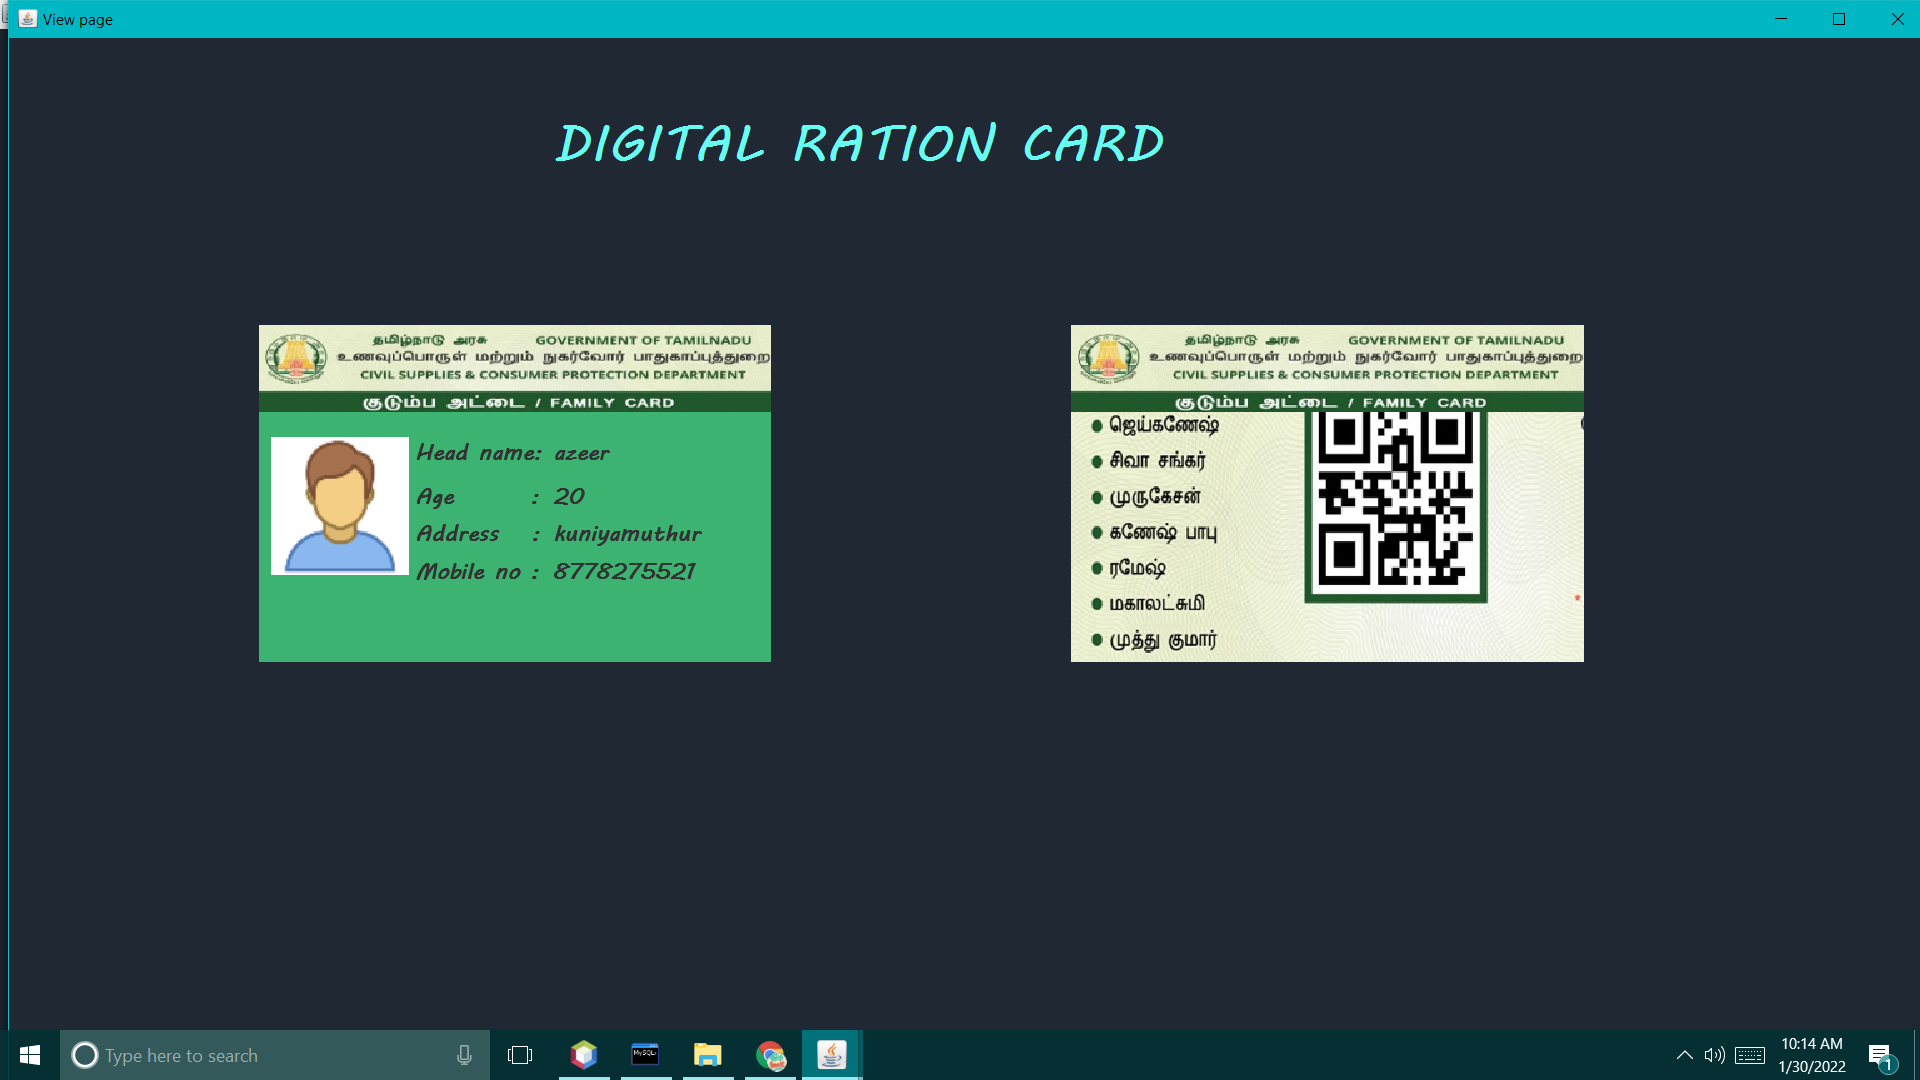 View page
DIGITAL RATION CARD
தமிழ்நாடு அரசு GOVERNMENT OF TAMILNADU
உணவுப்பொருள் மற்றும் நுகர்வோர் பாதுகாப்புத்துறை
CIVIL SUPPLIES & CONSUMER PROTECTION DEPARTMENT
குடும்ப அட்டை / FAMILY CARD
Head name: azeer
Age : 20
Address : kuniyamuthur
Mobile no : 8778275521
தமிழ்நாடு அரசு GOVERNMENT OF TAMILNADU
உணவுப்பொருள் மற்றும் நுகர்வோர் பாதுகாப்புத்துறை
CIVIL SUPPLIES & CONSUMER PROTECTION DEPARTMENT
குடும்ப அட்டை / FAMILY CARD
ஜெய்கணேஷ்
சிவா சங்கர்
முருகேசன்
கணேஷ் பாபு
ரமேஷ்
மகாலட்சுமி
முத்து குமார்
Type here to search
MySQL
10:14 AM
1/30/2022
1